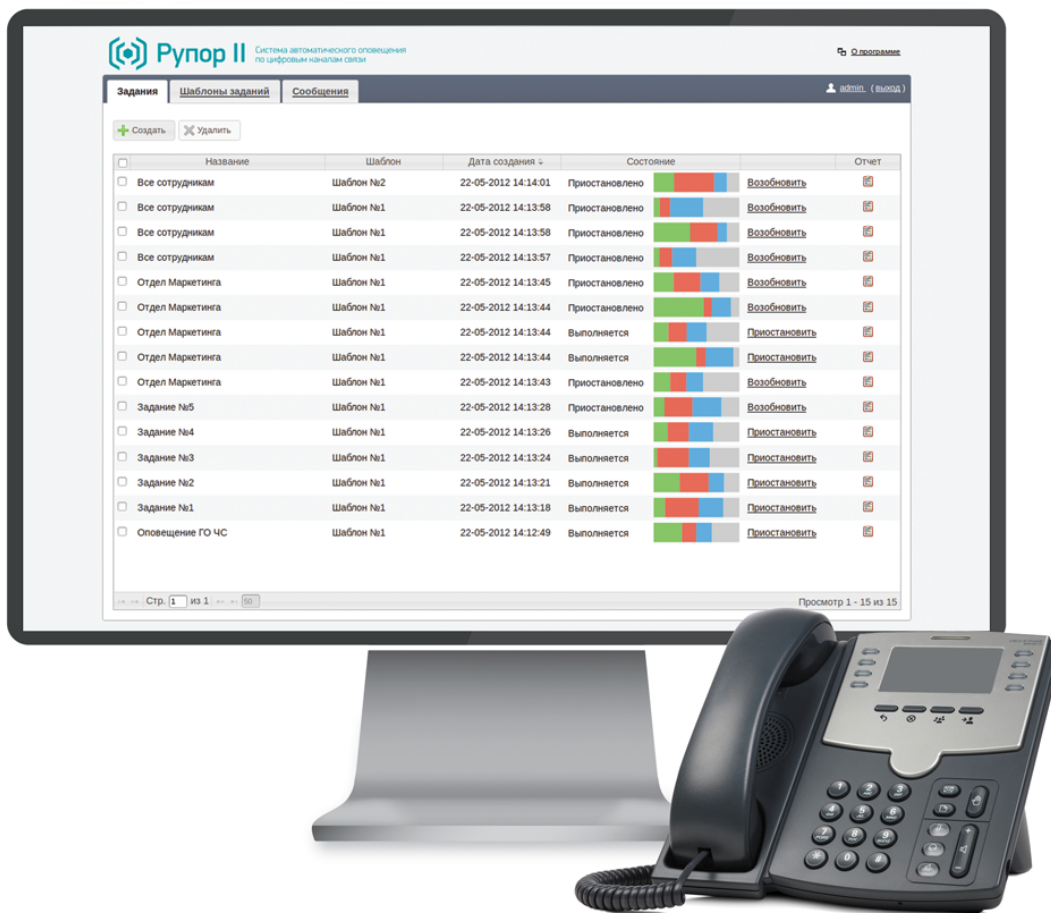 Рупор II
Система автоматического оповещения
по цифровым каналам связи
О программе
Задания Шаблоны заданий Сообщения admin (выход)
Создать Удалить
Название Шаблон Дата создания Состояние Отчет
Все сотрудникам Шаблон №2 22-05-2012 14:14:01 Приостановлено Возобновить
Все сотрудникам Шаблон №1 22-05-2012 14:13:58 Приостановлено Возобновить
Все сотрудникам Шаблон №1 22-05-2012 14:13:58 Приостановлено Возобновить
Все сотрудникам Шаблон №1 22-05-2012 14:13:57 Приостановлено Возобновить
Отдел Маркетинга Шаблон №1 22-05-2012 14:13:45 Приостановлено Возобновить
Отдел Маркетинга Шаблон №1 22-05-2012 14:13:44 Приостановлено Возобновить
Отдел Маркетинга Шаблон №1 22-05-2012 14:13:44 Выполняется Приостановить
Отдел Маркетинга Шаблон №1 22-05-2012 14:13:44 Выполняется Приостановить
Отдел Маркетинга Шаблон №1 22-05-2012 14:13:43 Приостановлено Возобновить
Задание №5 Шаблон №1 22-05-2012 14:13:28 Приостановлено Возобновить
Задание №4 Шаблон №1 22-05-2012 14:13:26 Выполняется Приостановить
Задание №3 Шаблон №1 22-05-2012 14:13:24 Выполняется Приостановить
Задание №2 Шаблон №1 22-05-2012 14:13:21 Выполняется Приостановить
Задание №1 Шаблон №1 22-05-2012 14:13:18 Выполняется Приостановить
Оповещение ГО ЧС Шаблон №1 22-05-2012 14:12:49 Выполняется Приостановить
Стр. 1 из 1 50 Просмотр 1 - 15 из 15
1 2 3
4 5 6
7 8 9
* 0 #